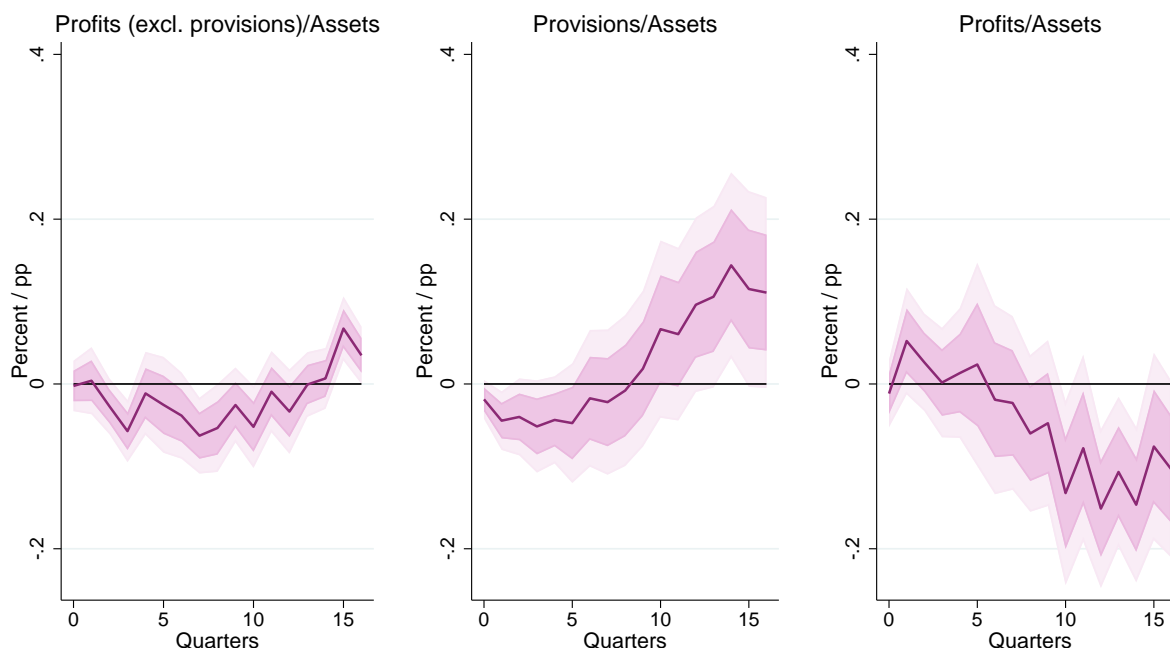 Profits (excl. provisions)/Assets
Percent / pp
.4
.2
0
-.2
0
5
10
15
Quarters
Provisions/Assets
Percent / pp
.4
.2
0
-.2
0
5
10
15
Quarters
Profits/Assets
Percent / pp
.4
.2
0
-.2
0
5
10
15
Quarters